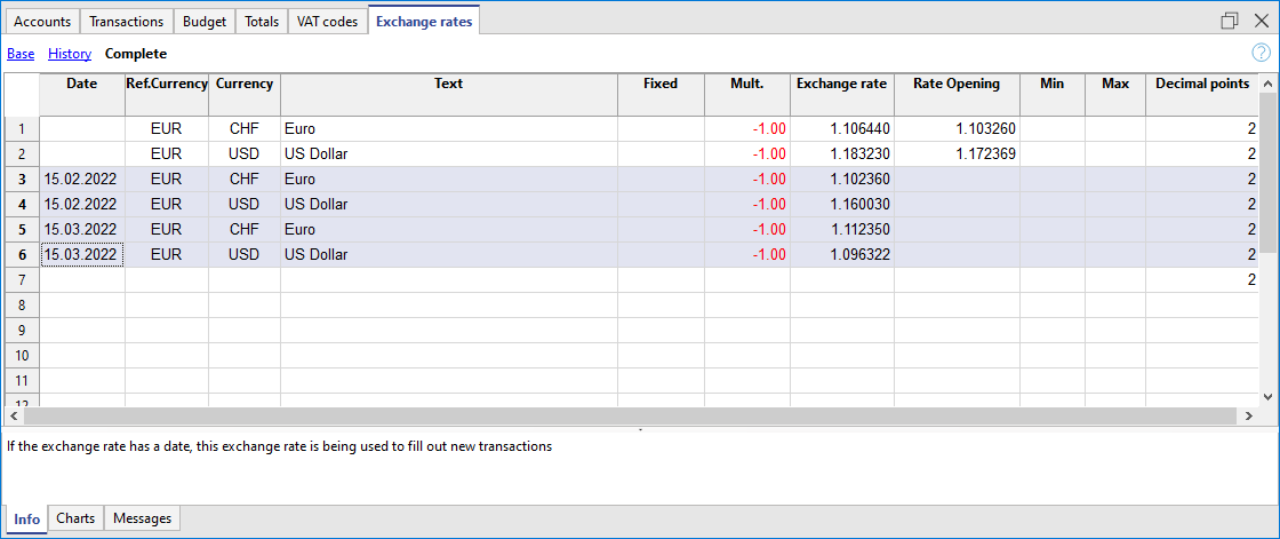 Accounts Transactions Budget Totals VAT codes Exchange rates
Base History Complete
Date Ref.Currency Currency Text Fixed Mult. Exchange rate Rate Opening Min Max Decimal points
1 EUR CHF Euro -1.00 1.106440 1.103260 2
2 EUR USD US Dollar -1.00 1.183230 1.172369 2
3 15.02.2022 EUR CHF Euro -1.00 1.102360 2
4 15.02.2022 EUR USD US Dollar -1.00 1.160030 2
5 15.03.2022 EUR CHF Euro -1.00 1.112350 2
6 15.03.2022 EUR USD US Dollar -1.00 1.096322 2
7 2
8
9
10
11
12
If the exchange rate has a date, this exchange rate is being used to fill out new transactions
Info Charts Messages